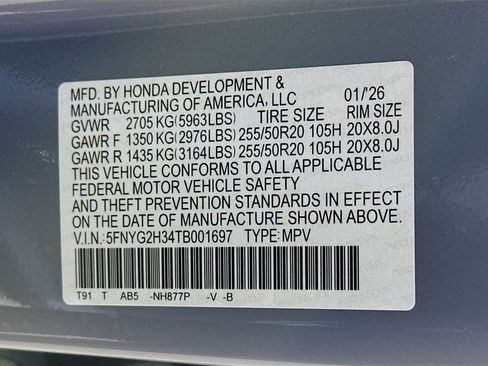 MFD. BY HONDA DEVELOPMENT &
MANUFACTURING OF AMERICA, LLC 01/'26
GVWR 2705 KG(5963LBS) TIRE SIZE RIM SIZE
GAWR F 1350 KG(2976LBS) 255/50R20 105H 20X8.0J
GAWR R 1435 KG(3164LBS) 255/50R20 105H 20X8.0J
THIS VEHICLE CONFORMS TO ALL APPLICABLE
FEDERAL MOTOR VEHICLE SAFETY
AND THEFT PREVENTION STANDARDS IN EFFECT
ON THE DATE OF MANUFACTURE SHOWN ABOVE.
V.I.N.: 5FNYG2H34TB001697 TYPE: MPV
T91 T AB5 -NH877P -V -B